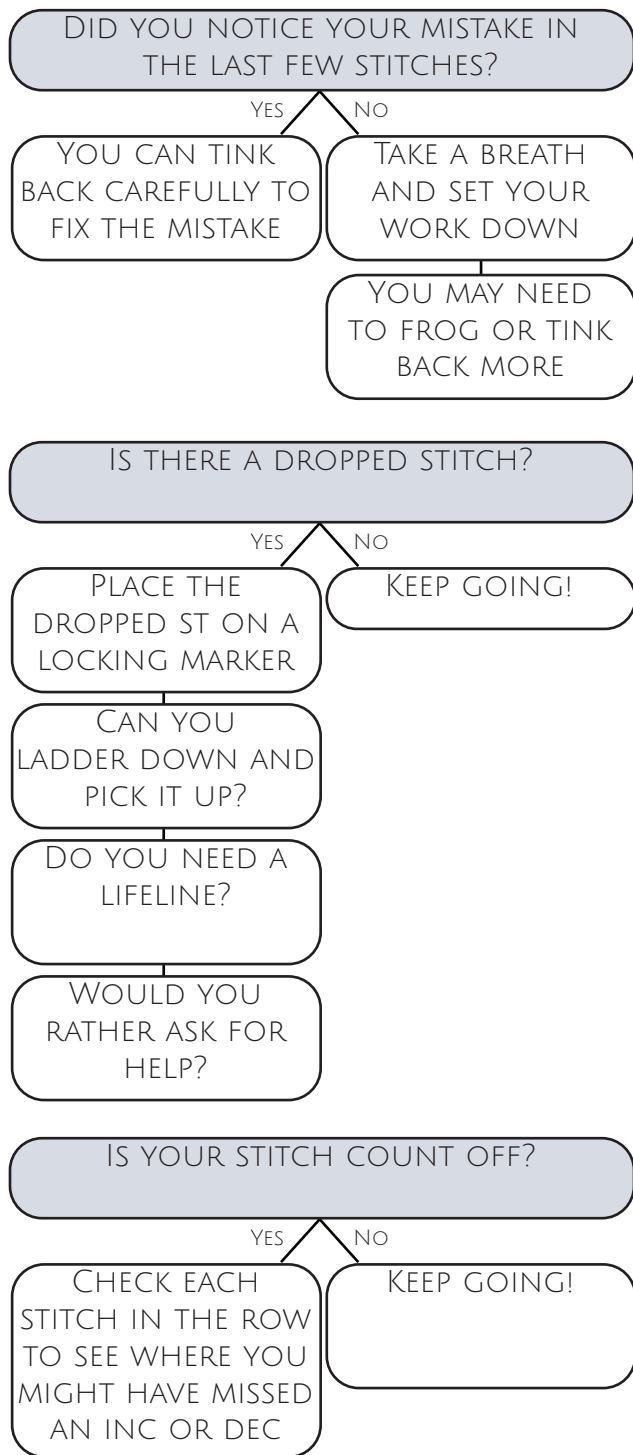 Did you notice your mistake in
the last few stitches?
Yes No
You can tink
back carefully to
fix the mistake
Take a breath
and set your
work down
You may need
to frog or tink
back more
Is there a dropped stitch?
Yes No
Place the
dropped st on a
locking marker
Keep going!
Can you
ladder down and
pick it up?
Do you need a
lifeline?
Would you
rather ask for
help?
Is your stitch count off?
Yes No
Check each
stitch in the row
to see where you
might have missed
an inc or dec
Keep going!